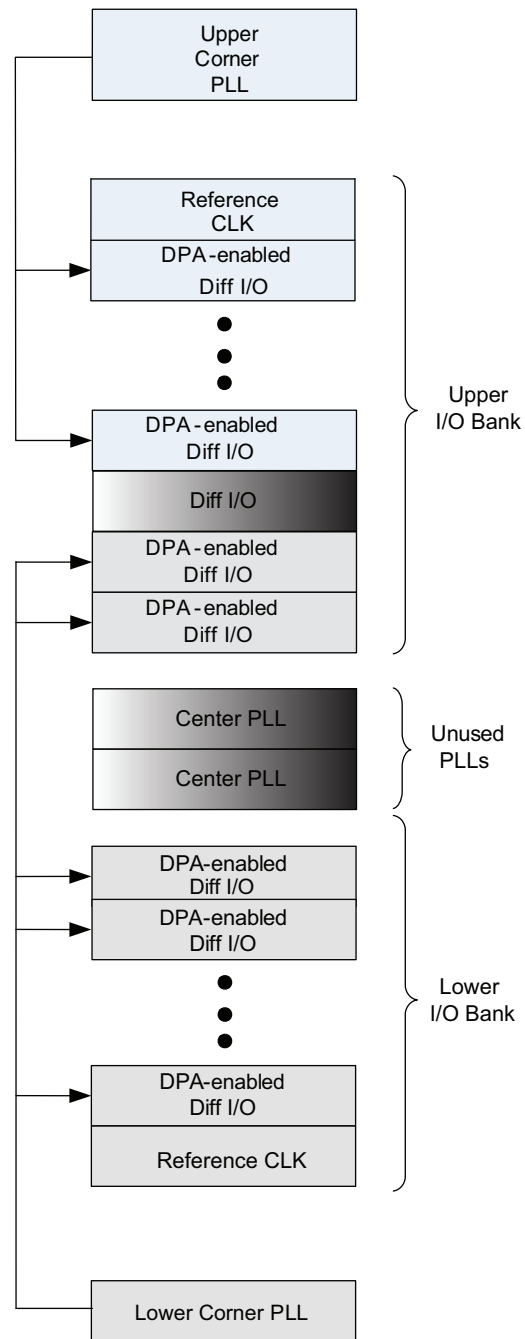 Upper
Corner
PLL
Reference
CLK
DPA-enabled
Diff I/O
DPA-enabled
Diff I/O
Diff I/O
DPA-enabled
Diff I/O
DPA-enabled
Diff I/O
Upper
I/O Bank
Center PLL
Center PLL
Unused
PLLs
DPA-enabled
Diff I/O
DPA-enabled
Diff I/O
DPA-enabled
Diff I/O
Reference CLK
Lower
I/O Bank
Lower Corner PLL